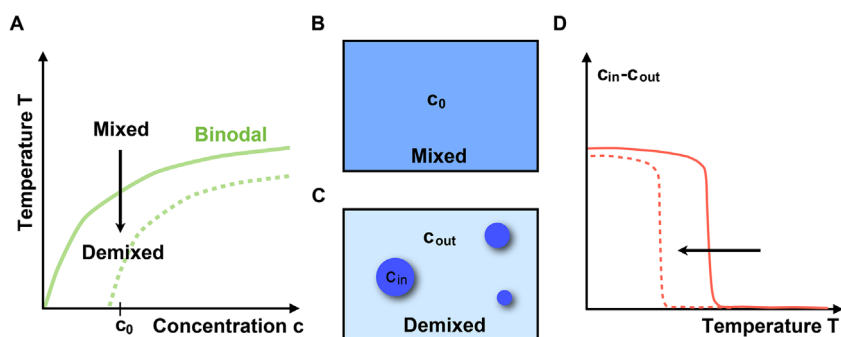 A
Temperature T
Mixed
Binodal
Demixed
c₀
Concentration c
B
c₀
Mixed
C
cout
cin
Demixed
D
cin-cout
Temperature T